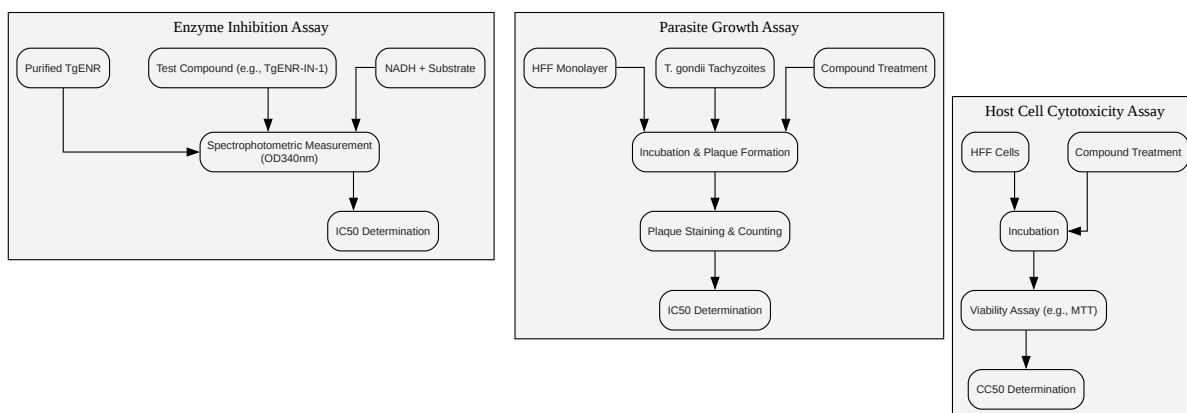 Enzyme Inhibition Assay
Purified TgENR
Test Compound (e.g., TgENR-IN-1)
NADH + Substrate
Spectrophotometric Measurement
(OD340nm)
IC50 Determination
Parasite Growth Assay
HFF Monolayer
T. gondii Tachyzoites
Compound Treatment
Incubation & Plaque Formation
Plaque Staining & Counting
IC50 Determination
Host Cell Cytotoxicity Assay
HFF Cells
Compound Treatment
Incubation
Viability Assay (e.g., MTT)
CC50 Determination